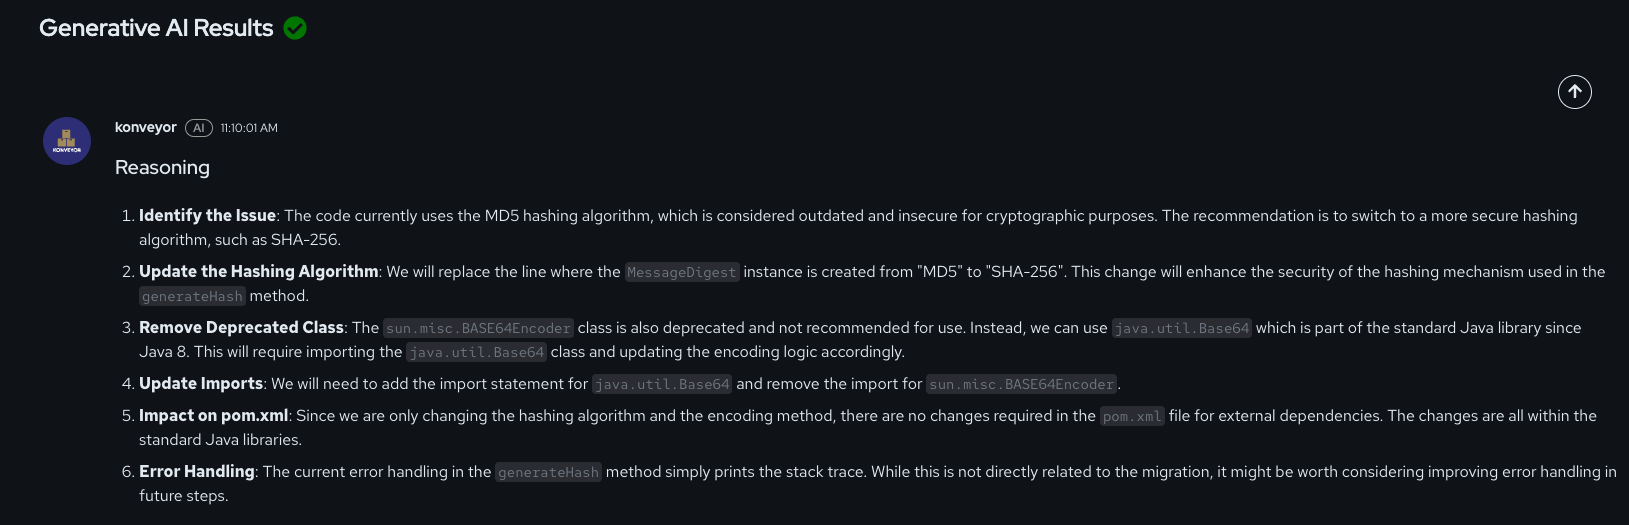 Generative AI Results
KONVEYOR
konveyor AI 11:10:01 AM
Reasoning
1. Identify the Issue: The code currently uses the MD5 hashing algorithm, which is considered outdated and insecure for cryptographic purposes. The recommendation is to switch to a more secure hashing
algorithm, such as SHA-256.
2. Update the Hashing Algorithm: We will replace the line where the MessageDigest instance is created from "MD5" to "SHA-256". This change will enhance the security of the hashing mechanism used in the
generateHash method.
3. Remove Deprecated Class: The sun.misc.BASE64Encoder class is also deprecated and not recommended for use. Instead, we can use java.util.Base64 which is part of the standard Java library since
Java 8. This will require importing the java.util.Base64 class and updating the encoding logic accordingly.
4. Update Imports: We will need to add the import statement for java.util.Base64 and remove the import for sun.misc.BASE64Encoder.
5. Impact on pom.xml: Since we are only changing the hashing algorithm and the encoding method, there are no changes required in the pom.xml file for external dependencies. The changes are all within the
standard Java libraries.
6. Error Handling: The current error handling in the generateHash method simply prints the stack trace. While this is not directly related to the migration, it might be worth considering improving error handling in
future steps.